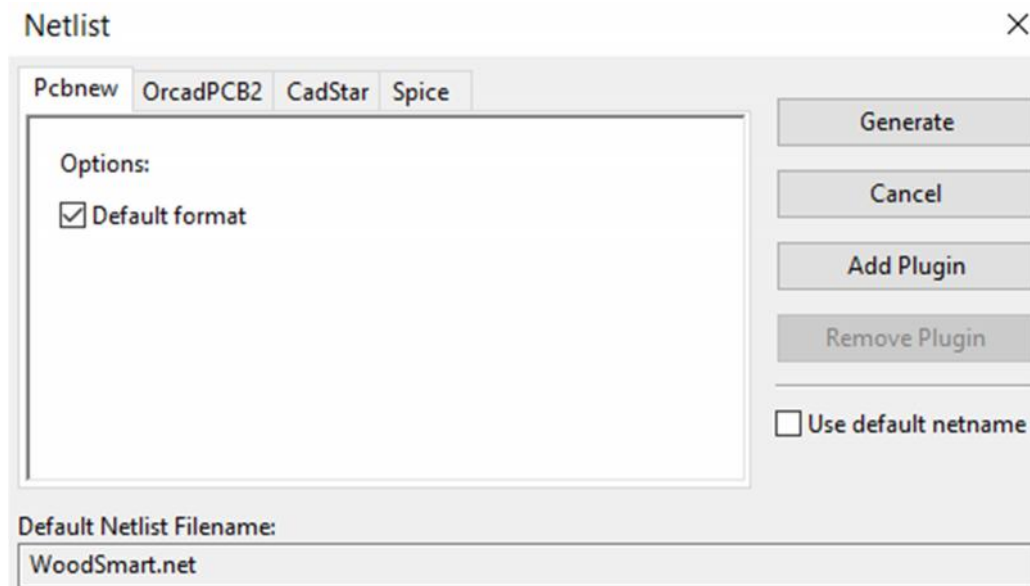 Netlist
Pcbnew OrcadPCB2 CadStar Spice
Options:
Default format
Generate
Cancel
Add Plugin
Remove Plugin
Use default netname
Default Netlist Filename:
WoodSmart.net